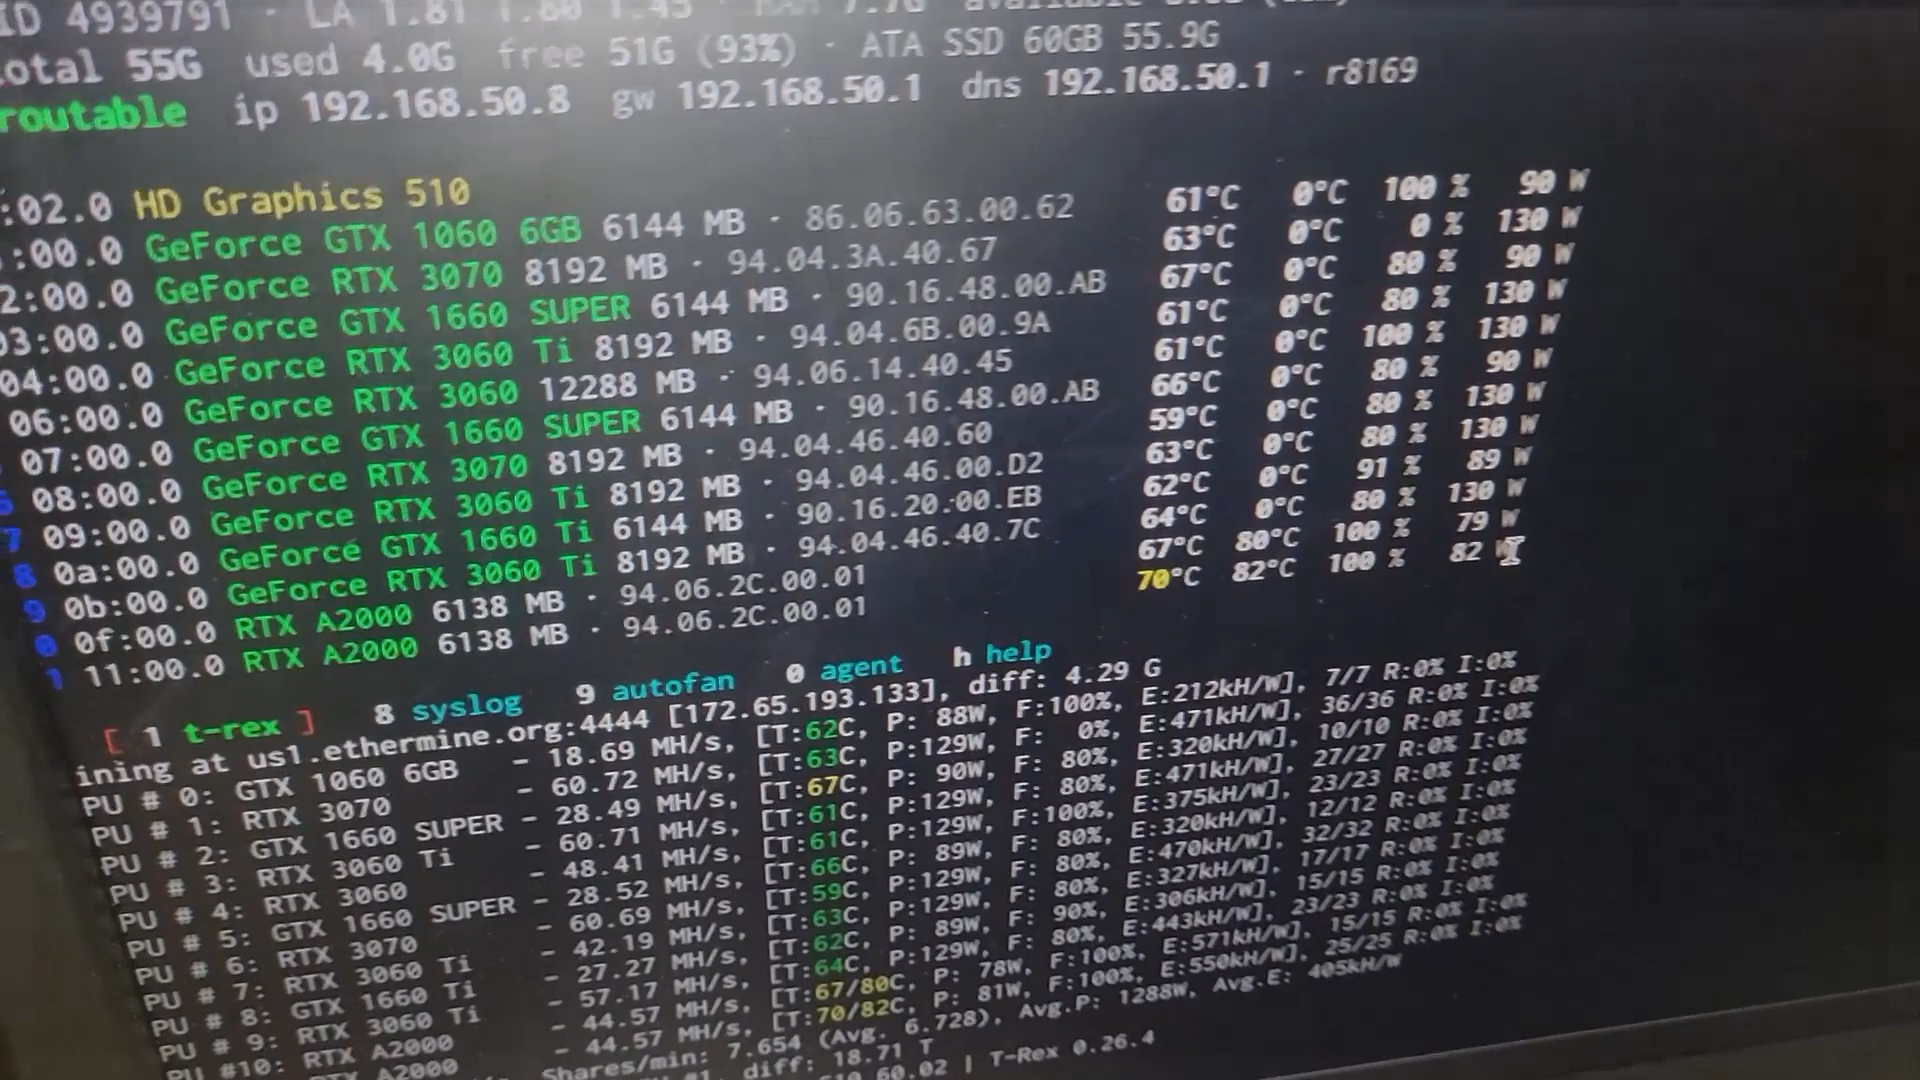 ID 4939791 · LA 1.81 1.80 1.45
otal 55G used 4.0G free 51G (93%) · ATA SSD 60GB 55.9G
routable ip 192.168.50.8 gw 192.168.50.1 dns 192.168.50.1 · r8169
:02.0 HD Graphics 510
:00.0 GeForce GTX 1060 6GB 6144 MB · 86.06.63.00.62 61°C 0°C 100 % 90 W
2:00.0 GeForce RTX 3070 8192 MB · 94.04.3A.40.67 63°C 0°C 0 % 130 W
03:00.0 GeForce GTX 1660 SUPER 6144 MB · 90.16.48.00.AB 67°C 0°C 80 % 90 W
04:00.0 GeForce RTX 3060 Ti 8192 MB · 94.04.6B.00.9A 61°C 0°C 80 % 130 W
06:00.0 GeForce RTX 3060 12288 MB · 94.06.14.40.45 61°C 0°C 100 % 130 W
07:00.0 GeForce GTX 1660 SUPER 6144 MB · 90.16.48.00.AB 66°C 0°C 80 % 90 W
08:00.0 GeForce RTX 3070 8192 MB · 94.04.46.40.60 59°C 0°C 80 % 130 W
7 09:00.0 GeForce RTX 3060 Ti 8192 MB · 94.04.46.00.D2 63°C 0°C 80 % 130 W
8 0a:00.0 GeForce GTX 1660 Ti 6144 MB · 90.16.20.00.EB 62°C 0°C 91 % 89 W
9 0b:00.0 GeForce RTX 3060 Ti 8192 MB · 94.04.46.40.7C 64°C 0°C 80 % 130 W
0 0f:00.0 RTX A2000 6138 MB · 94.06.2C.00.01 67°C 80°C 100 % 79 W
1 11:00.0 RTX A2000 6138 MB · 94.06.2C.00.01 70°C 82°C 100 % 82 W
[ 1 t-rex ] 8 syslog 9 autofan 0 agent h help
ining at us1.ethermine.org:4444 [172.65.193.133], diff: 4.29 G
PU # 0: GTX 1060 6GB - 18.69 MH/s, [T:62C, P: 88W, F:100%, E:212kH/W], 7/7 R:0% I:0%
PU # 1: RTX 3070 - 60.72 MH/s, [T:63C, P:129W, F: 0%, E:471kH/W], 36/36 R:0% I:0%
PU # 2: GTX 1660 SUPER - 28.49 MH/s, [T:67C, P: 90W, F: 80%, E:320kH/W], 10/10 R:0% I:0%
PU # 3: RTX 3060 Ti - 60.71 MH/s, [T:61C, P:129W, F: 80%, E:471kH/W], 27/27 R:0% I:0%
PU # 4: RTX 3060 - 48.41 MH/s, [T:61C, P:129W, F:100%, E:375kH/W], 23/23 R:0% I:0%
PU # 5: GTX 1660 SUPER - 28.52 MH/s, [T:66C, P: 89W, F: 80%, E:320kH/W], 12/12 R:0% I:0%
PU # 6: RTX 3070 - 60.69 MH/s, [T:59C, P:129W, F: 80%, E:470kH/W], 32/32 R:0% I:0%
PU # 7: RTX 3060 Ti - 42.19 MH/s, [T:63C, P:129W, F: 80%, E:327kH/W], 17/17 R:0% I:0%
PU # 8: GTX 1660 Ti - 27.27 MH/s, [T:62C, P: 89W, F: 90%, E:306kH/W], 15/15 R:0% I:0%
PU # 9: RTX 3060 Ti - 57.17 MH/s, [T:64C, P:129W, F: 80%, E:443kH/W], 23/23 R:0% I:0%
PU #10: RTX A2000 - 44.57 MH/s, [T:67/80C, P: 78W, F:100%, E:571kH/W], 15/15 R:0% I:0%
RTX A2000 - 44.57 MH/s, [T:70/82C, P: 81W, F:100%, E:550kH/W], 25/25 R:0% I:0%
Shares/min: 7.654 (Avg. 6.728), Avg.P: 1288W, Avg.E: 405kH/W
#1, diff: 18.71 T
60.02 | T-Rex 0.26.4